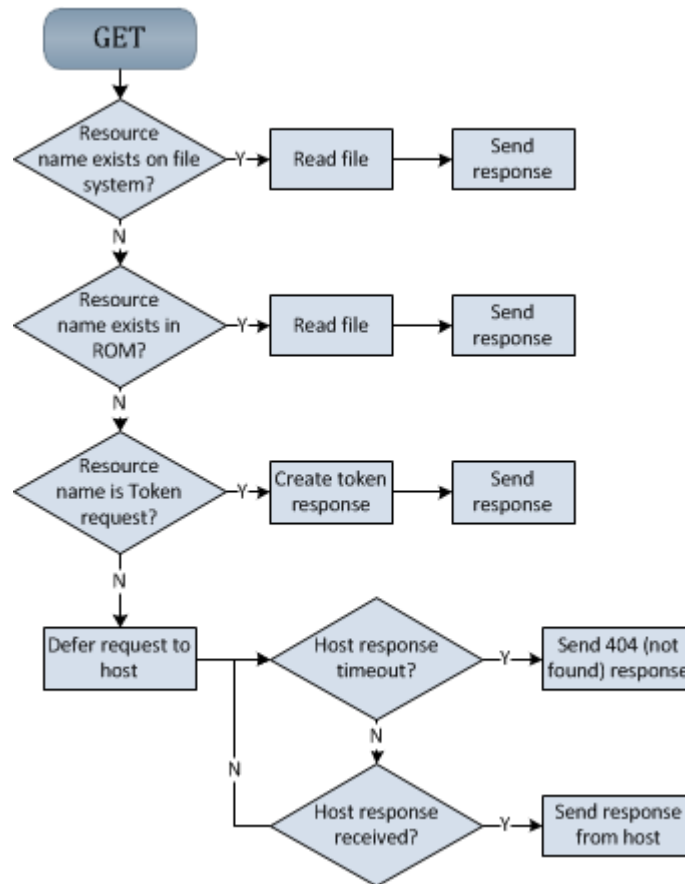 GET
Resource
name exists on file
system?
Y
Read file
Send
response
N
Resource
name exists in
ROM?
Y
Read file
Send
response
N
Resource
name is Token
request?
Y
Create token
response
Send
response
N
Defer request to
host
Host response
timeout?
Y
Send 404 (not
found) response
N
N
Host response
received?
Y
Send response
from host